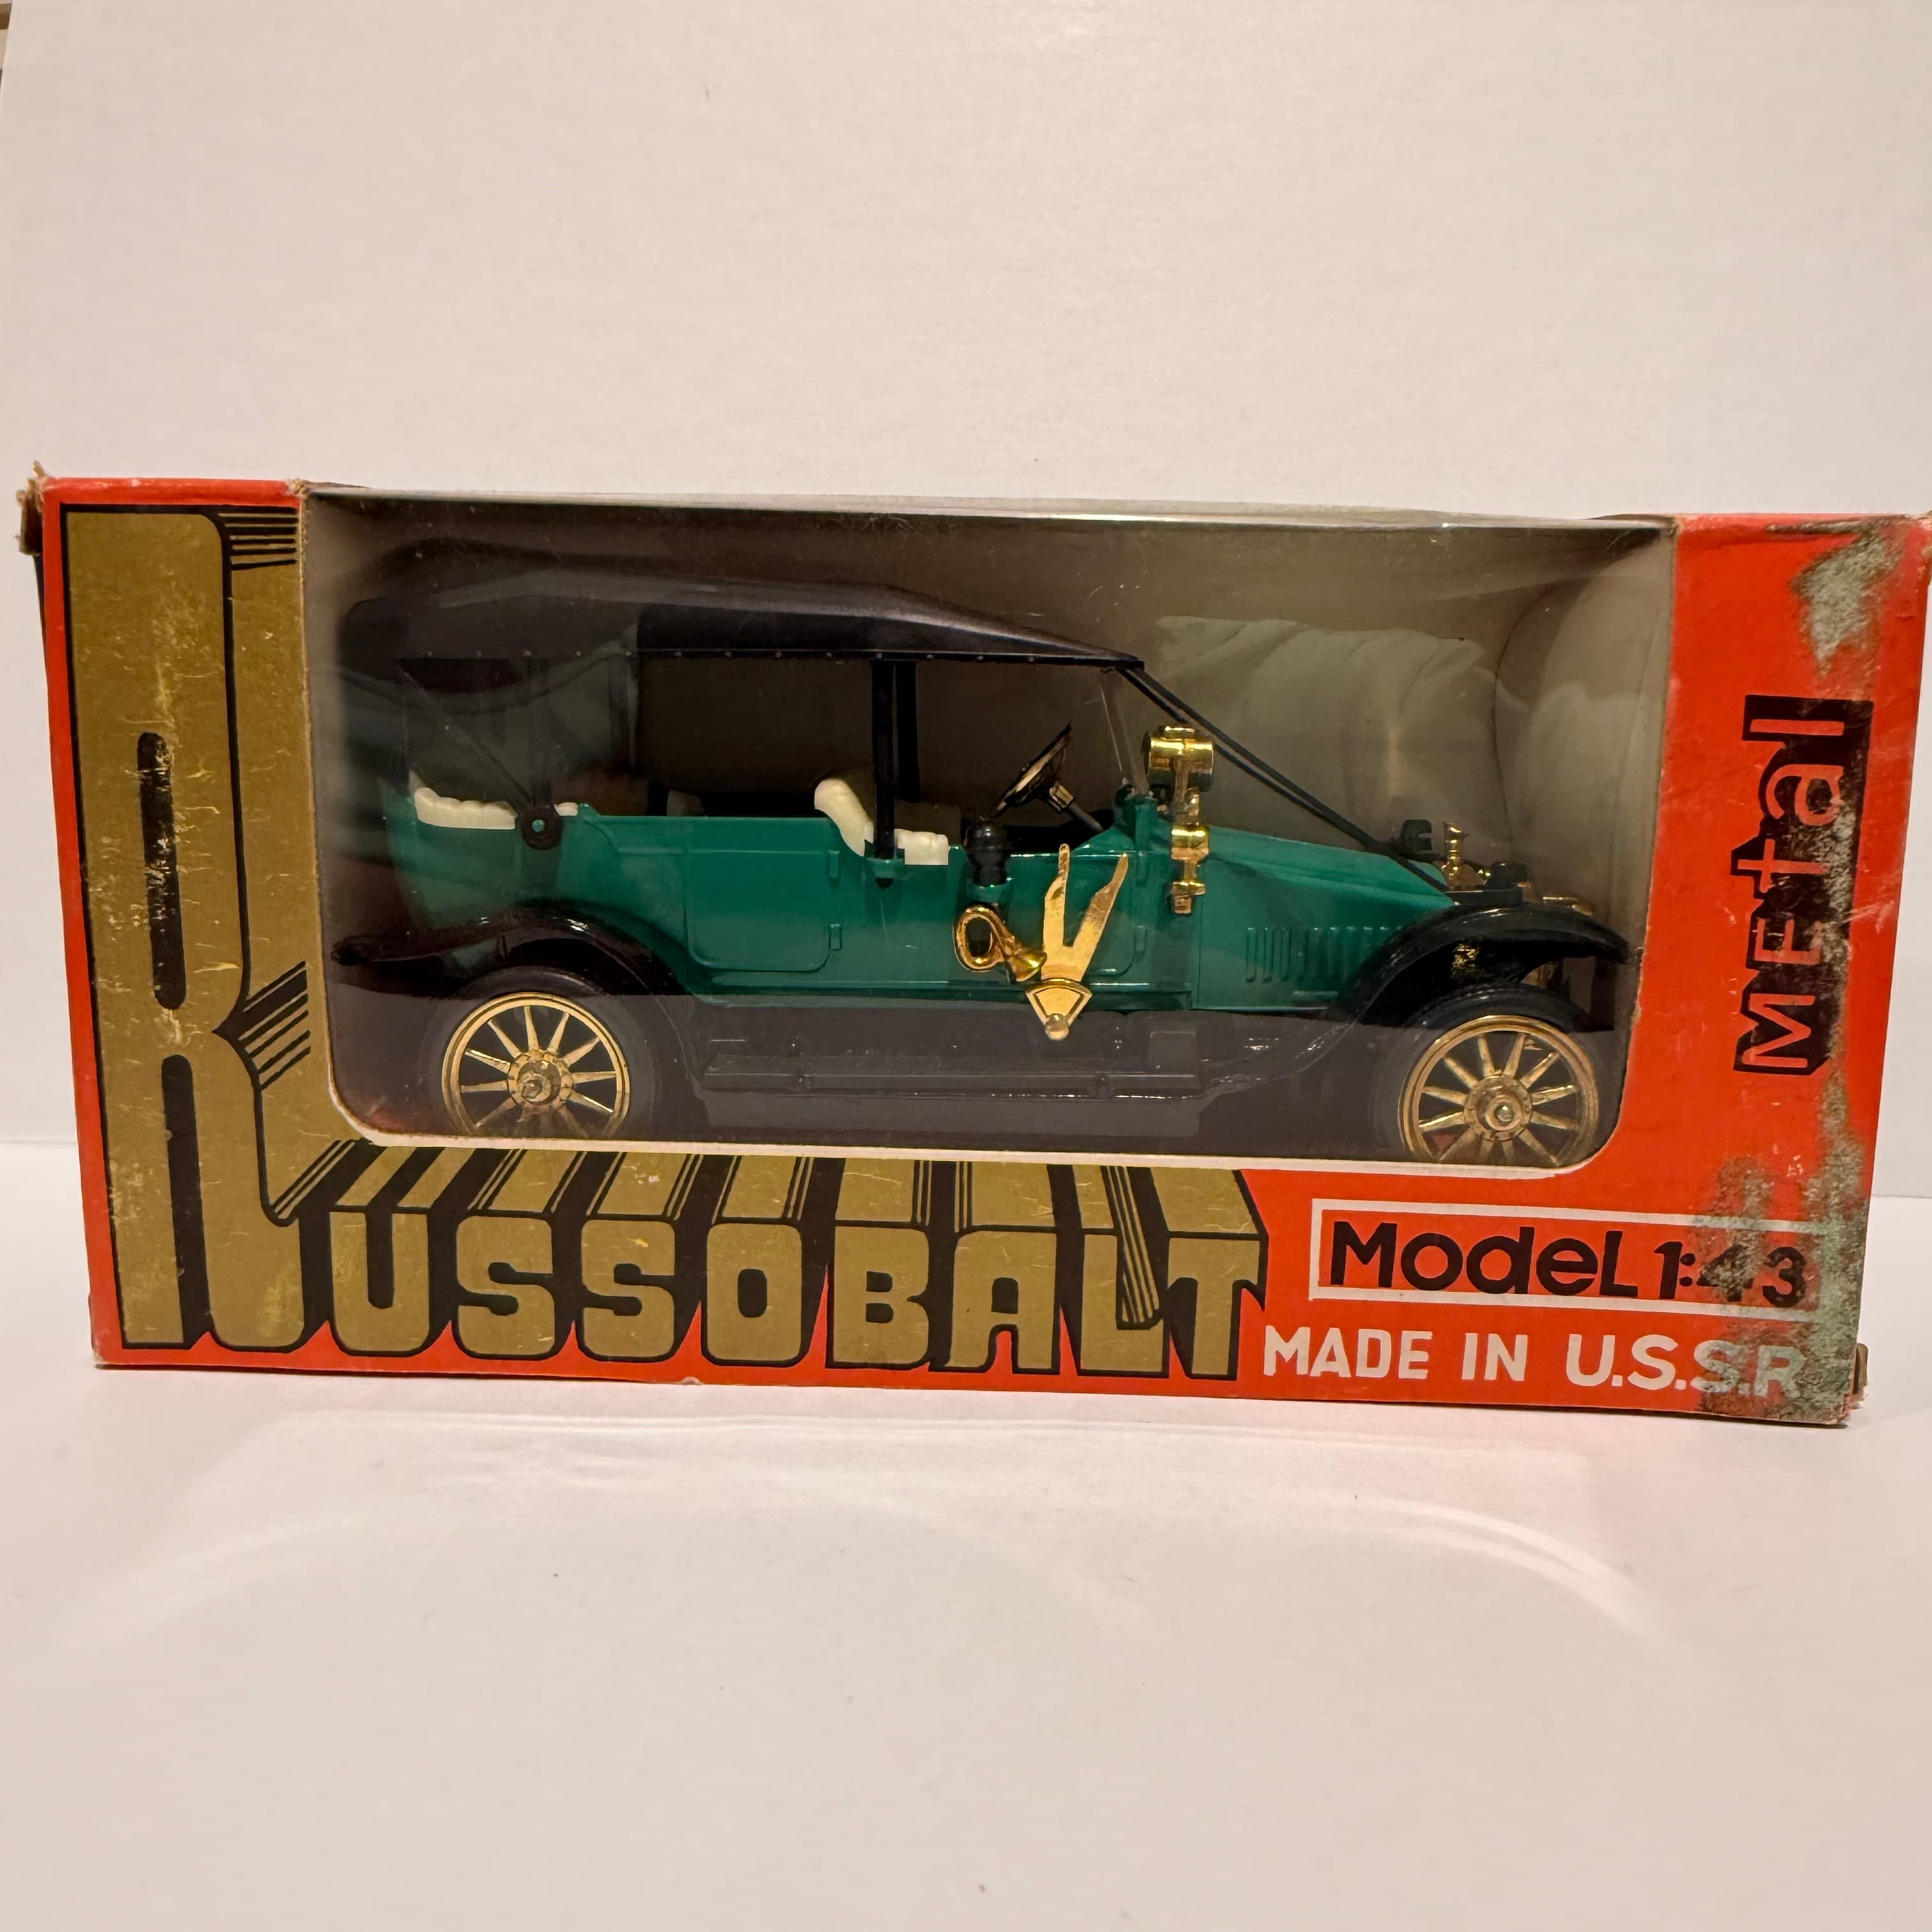 RUSSOBALT
Metal
Model 1:43
MADE IN U.S.S.R